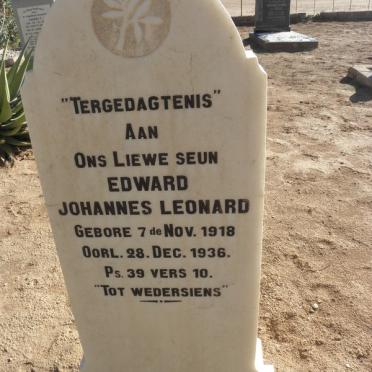 "TERGEDAGTENIS"
AAN
ONS LIEWE SEUN
EDWARD
JOHANNES LEONARD
GEBORE 7de NOV. 1918
OORL. 28. DEC. 1936.
PS. 39 VERS 10.
"TOT WEDERSIENS"